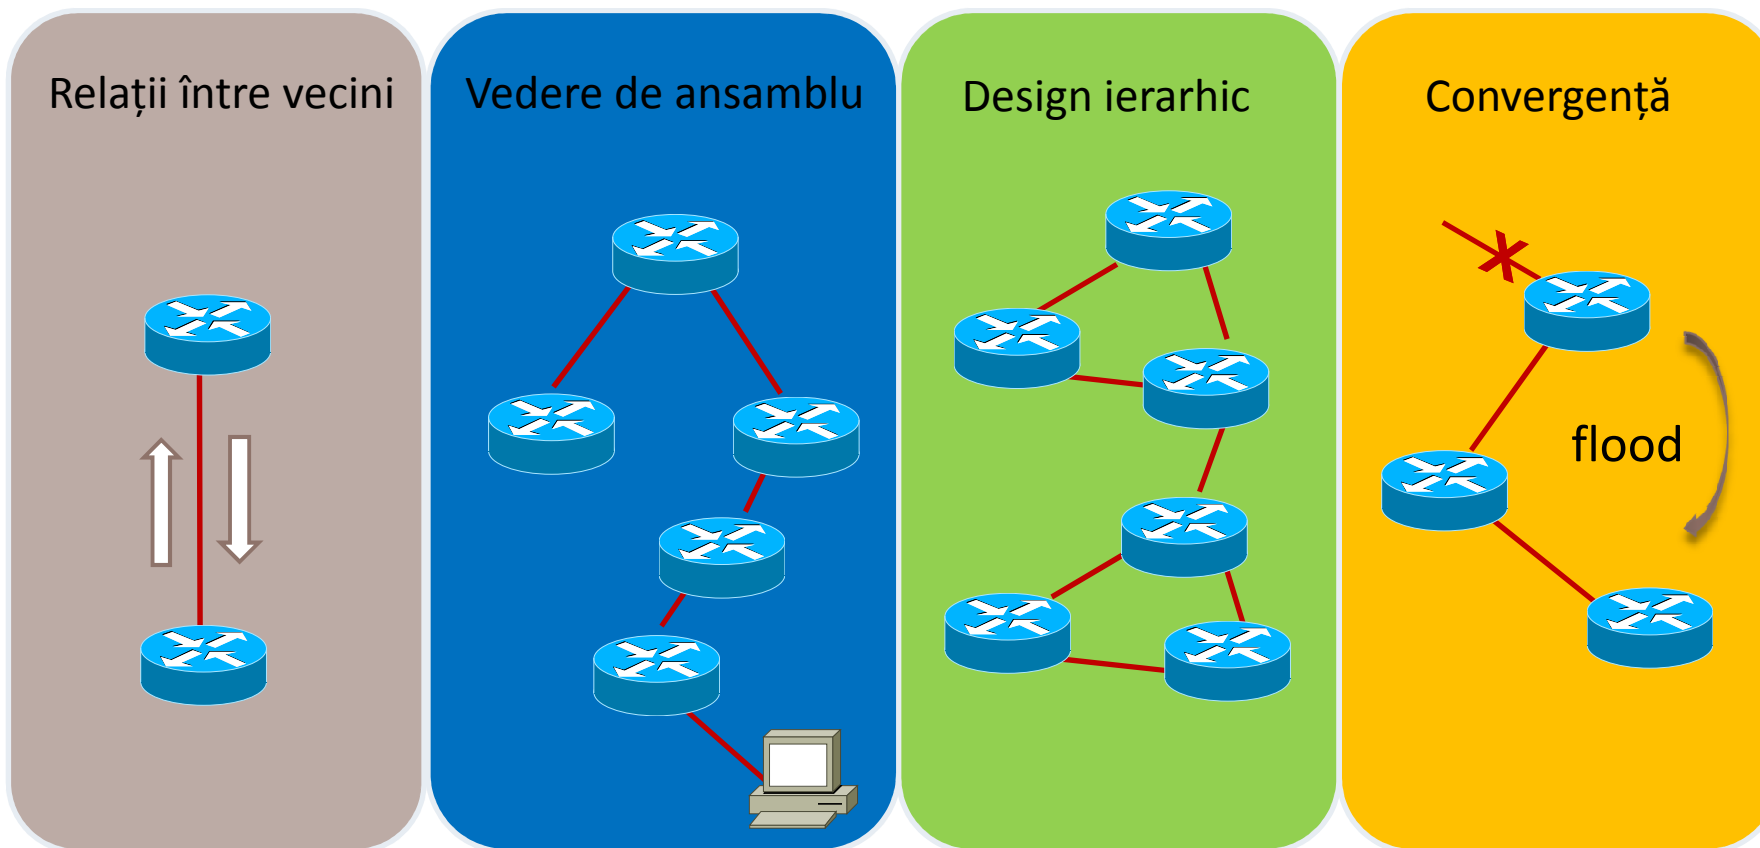 Relații între vecini
Vedere de ansamblu
Design ierarhic
Convergență
flood